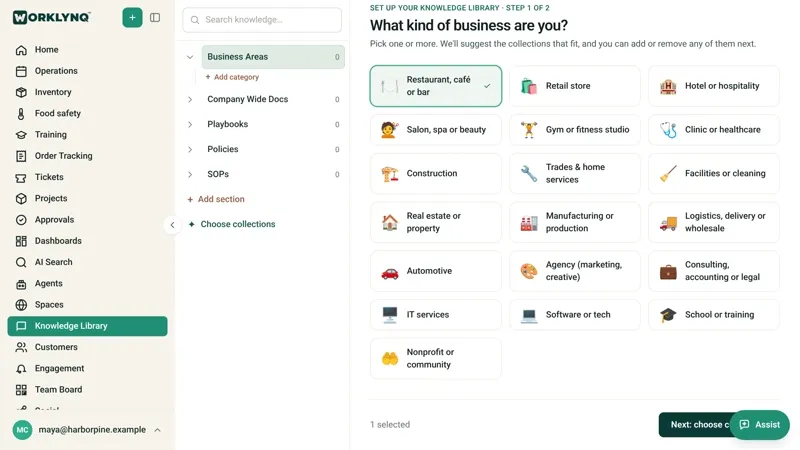 WORKLYNQ
Home
Operations
Inventory
Food safety
Training
Order Tracking
Tickets
Projects
Approvals
Dashboards
AI Search
Agents
Spaces
Knowledge Library
Customers
Engagement
Team Board
Social
MC
maya@harborpine.example
Search knowledge...
Business Areas 0
+ Add category
Company Wide Docs 0
Playbooks 0
Policies 0
SOPs 0
+ Add section
Choose collections
SET UP YOUR KNOWLEDGE LIBRARY · STEP 1 OF 2
What kind of business are you?
Pick one or more. We'll suggest the collections that fit, and you can add or remove any of them next.
Restaurant, café
or bar
Retail store
Hotel or hospitality
Salon, spa or beauty
Gym or fitness studio
Clinic or healthcare
Construction
Trades & home
services
Facilities or cleaning
Real estate or
property
Manufacturing or
production
Logistics, delivery or
wholesale
Automotive
Agency (marketing,
creative)
Consulting,
accounting or legal
IT services
Software or tech
School or training
Nonprofit or
community
1 selected
Next: choose
Assist